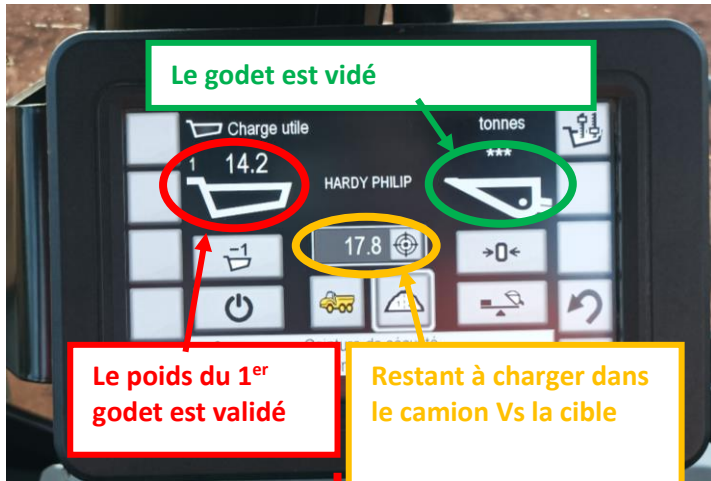 Le godet est vidé
Charge utile
tonnes
1 14.2
***
HARDY PHILIP
-1
17.8
→0←
Le poids du 1er
godet est validé
Restant à charger dans
le camion Vs la cible